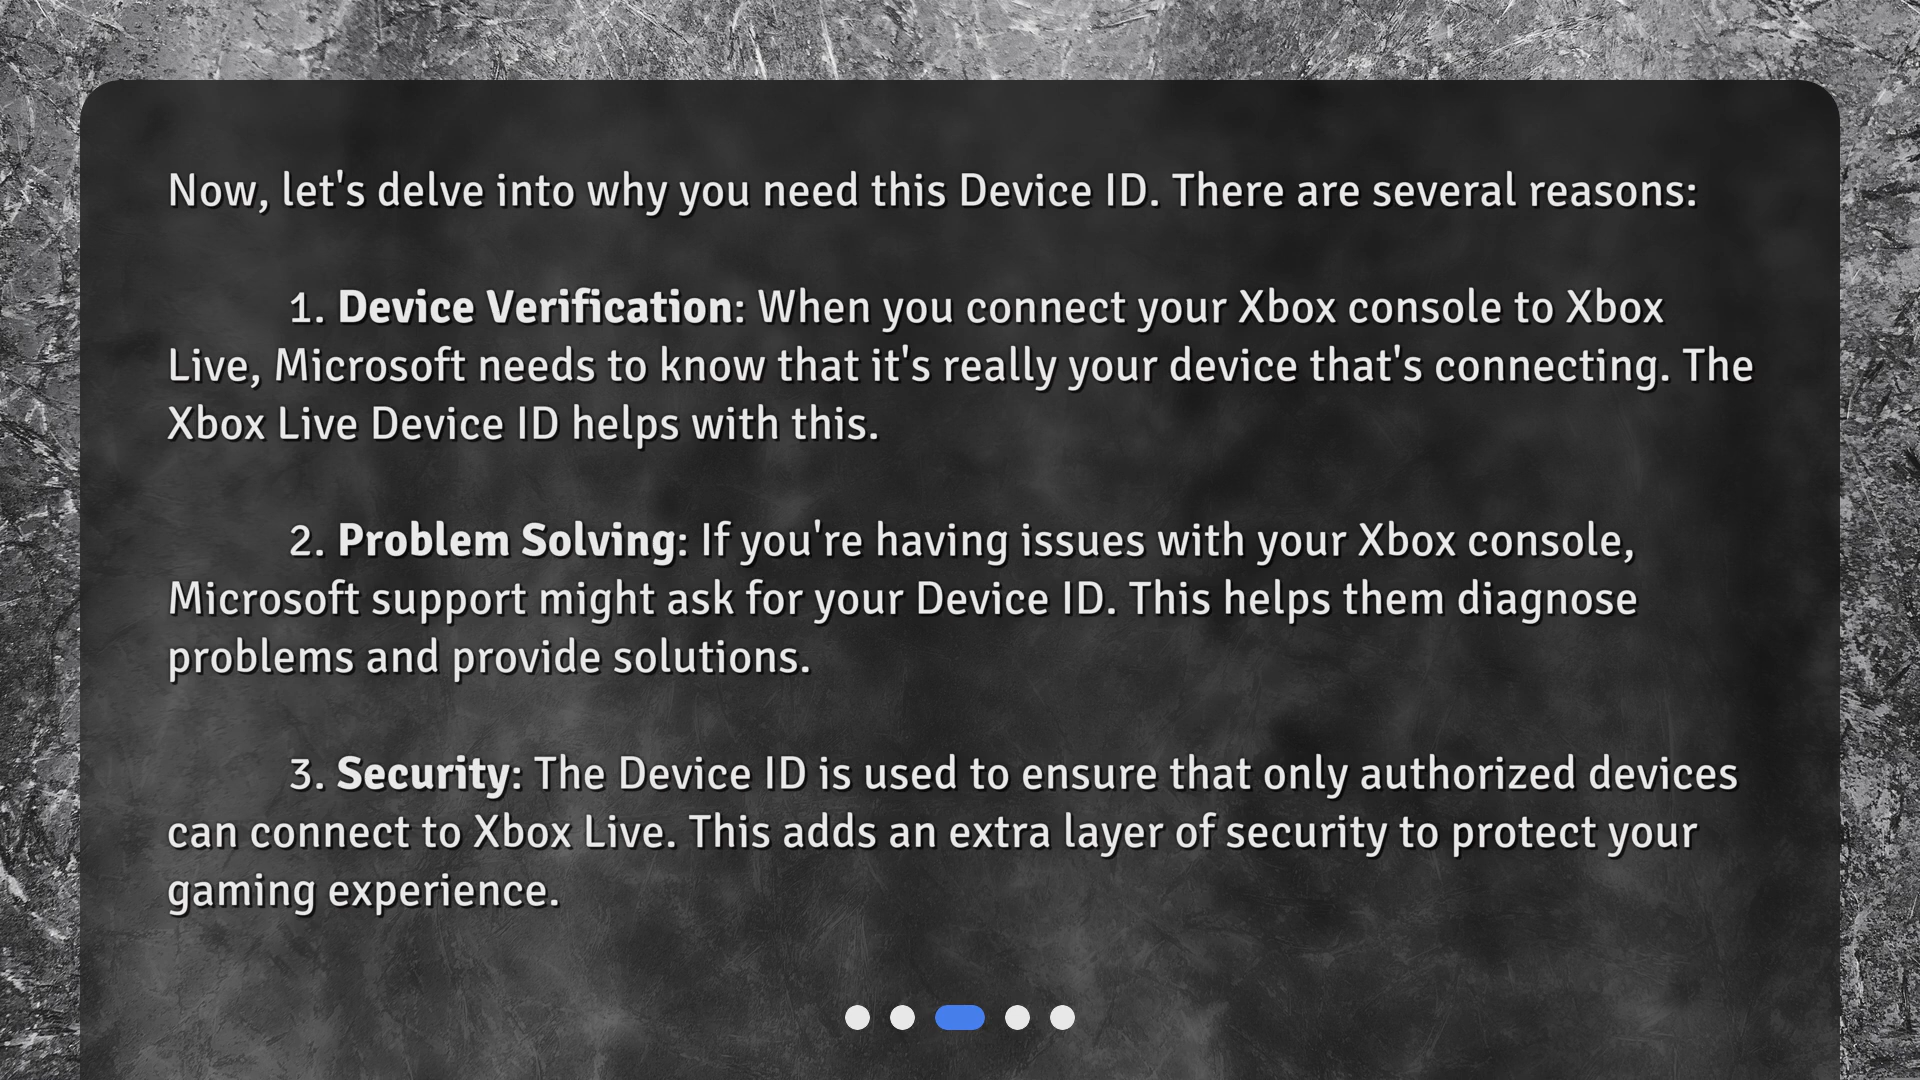 Now, let's delve into why you need this Device ID. There are several reasons:
1. Device Verification: When you connect your Xbox console to Xbox
Live, Microsoft needs to know that it's really your device that's connecting. The
Xbox Live Device ID helps with this.
2. Problem Solving: If you're having issues with your Xbox console,
Microsoft support might ask for your Device ID. This helps them diagnose
problems and provide solutions.
3. Security: The Device ID is used to ensure that only authorized devices
can connect to Xbox Live. This adds an extra layer of security to protect your
gaming experience.